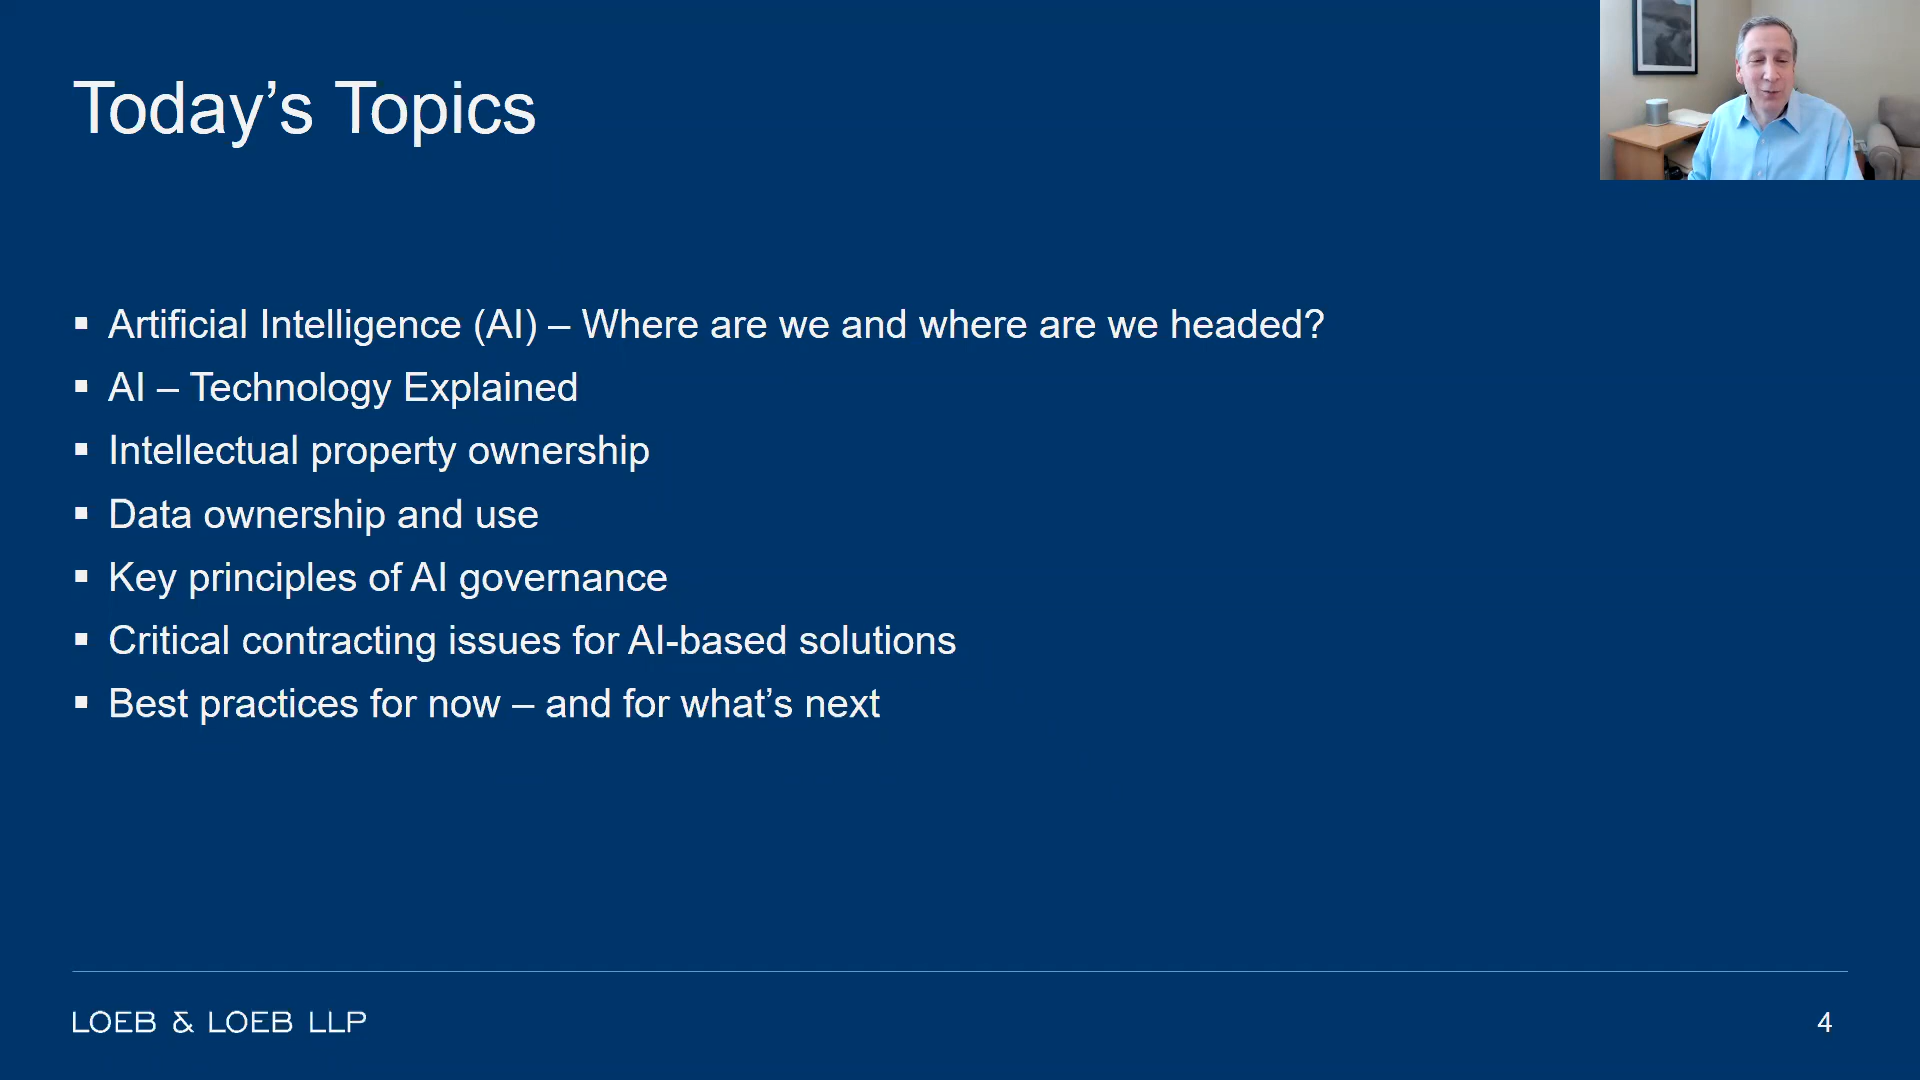 Today’s Topics
▪ Artificial Intelligence (AI) – Where are we and where are we headed?
▪ AI – Technology Explained
▪ Intellectual property ownership
▪ Data ownership and use
▪ Key principles of AI governance
▪ Critical contracting issues for AI-based solutions
▪ Best practices for now – and for what’s next
LOEB & LOEB LLP
4